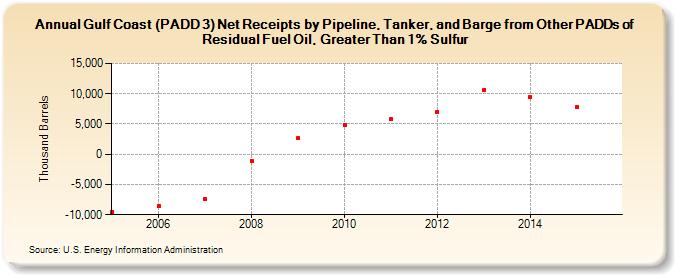 Annual Gulf Coast (PADD 3) Net Receipts by Pipeline, Tanker, and Barge from Other PADDs of
Residual Fuel Oil, Greater Than 1% Sulfur
Thousand Barrels
15,000
10,000
5,000
0
-5,000
-10,000
2006
2008
2010
2012
2014
Source: U.S. Energy Information Administration